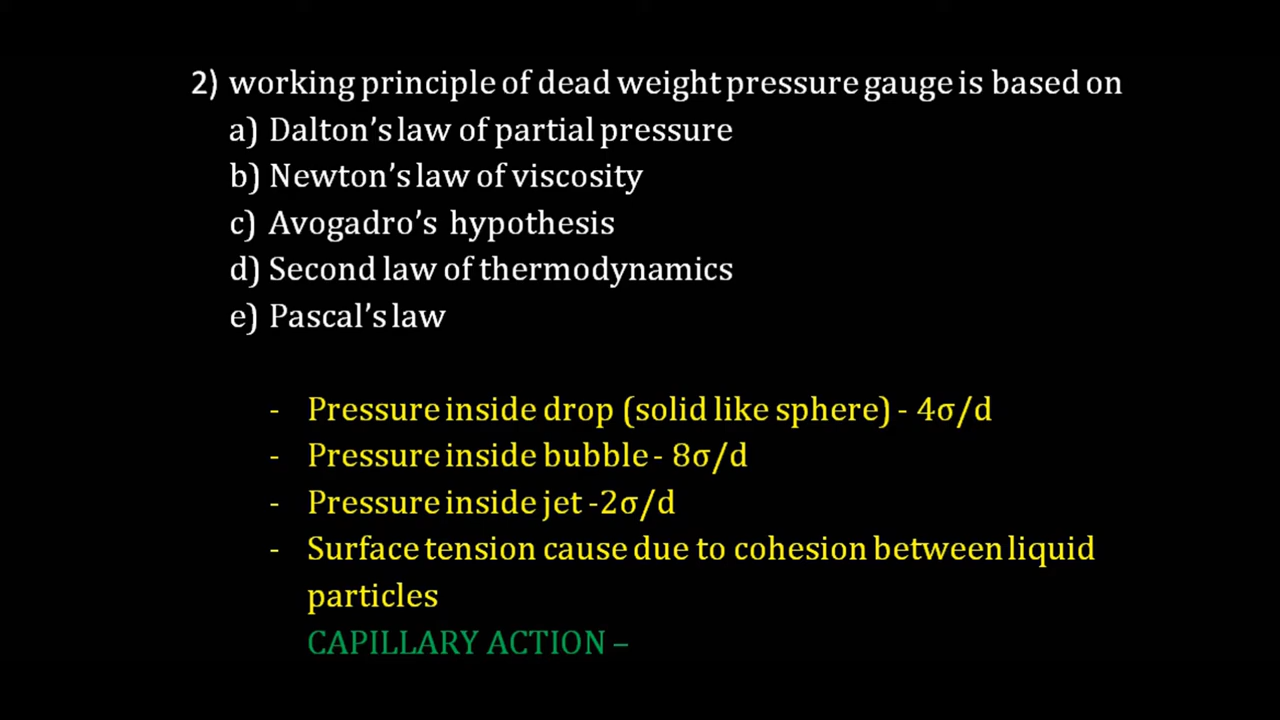 2) working principle of dead weight pressure gauge is based on
a) Dalton’s law of partial pressure
b) Newton’s law of viscosity
c) Avogadro’s hypothesis
d) Second law of thermodynamics
e) Pascal’s law
- Pressure inside drop (solid like sphere) - 4σ/d
- Pressure inside bubble - 8σ/d
- Pressure inside jet -2σ/d
- Surface tension cause due to cohesion between liquid
particles
CAPILLARY ACTION –